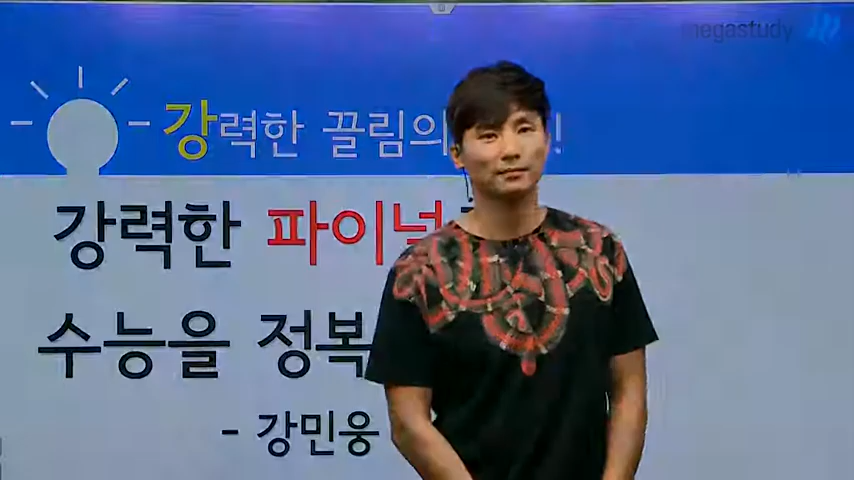 megastudy
강력한 끌림의
강력한 파이널
수능을 정복
- 강민웅